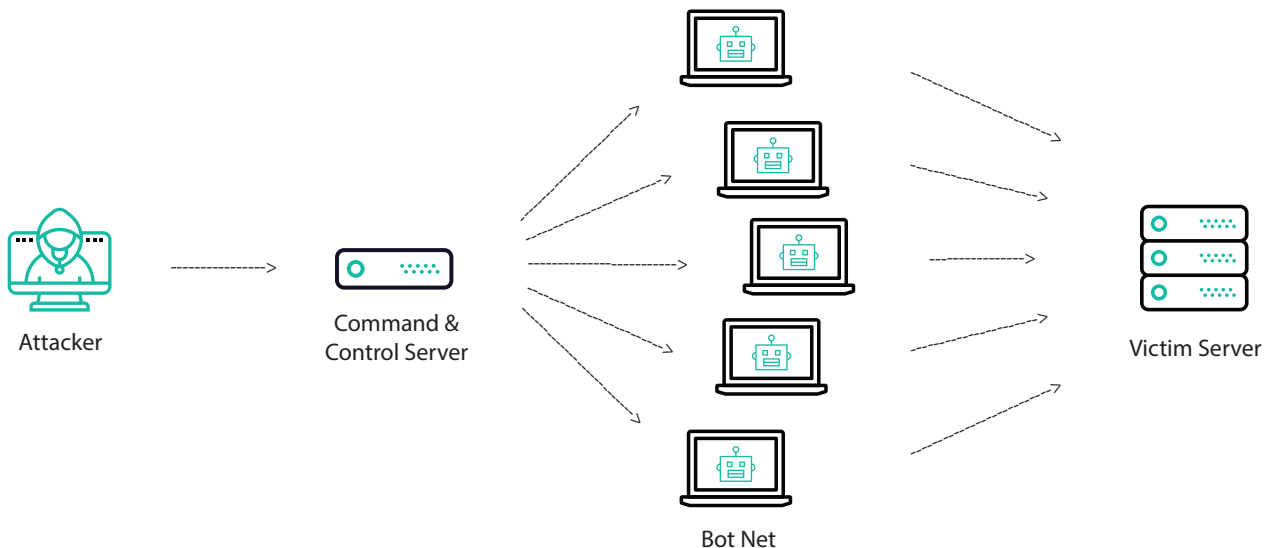 Attacker
Command &
Control Server
Bot Net
Victim Server